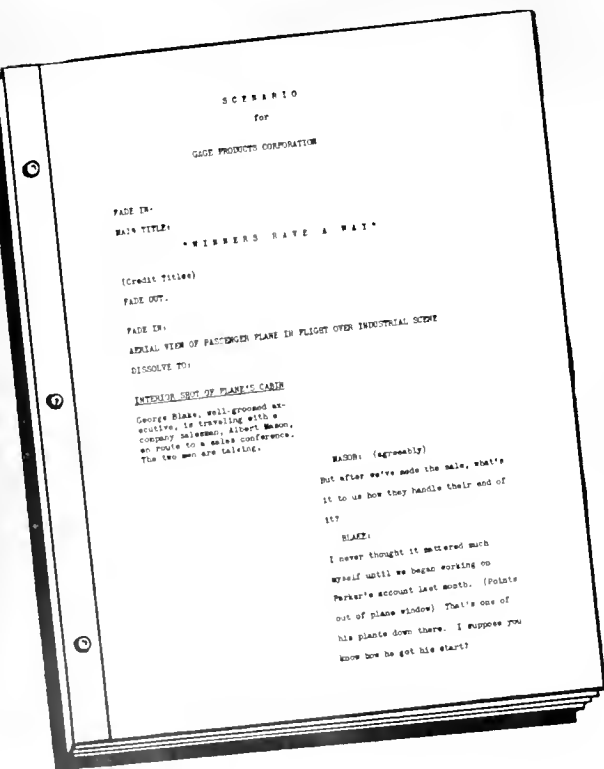 SCENARIO
for
GAGE PRODUCTS CORPORATION
FADE IN:
MAIN TITLE:
"WINNERS HAVE A WAY"
(Credit Titles)
FADE OUT.
FADE IN:
AERIAL VIEW OF PASSENGER PLANE IN FLIGHT OVER INDUSTRIAL SCENE
DISSOLVE TO:
INTERIOR SHOT OF PLANE'S CABIN
George Blake, well-groomed ex-
ecutive, is traveling with a
company salesman, Albert Mason,
en route to a sales conference.
The two men are talking.
MASON: (agreeably)
But after we've made the sale, what's
it to us how they handle their end of
it?
BLAKE:
I never thought it mattered much
myself until we began working on
Parker's account last month. (Points
out of plane window) That's one of
his plants down there. I suppose you
know how he got his start?